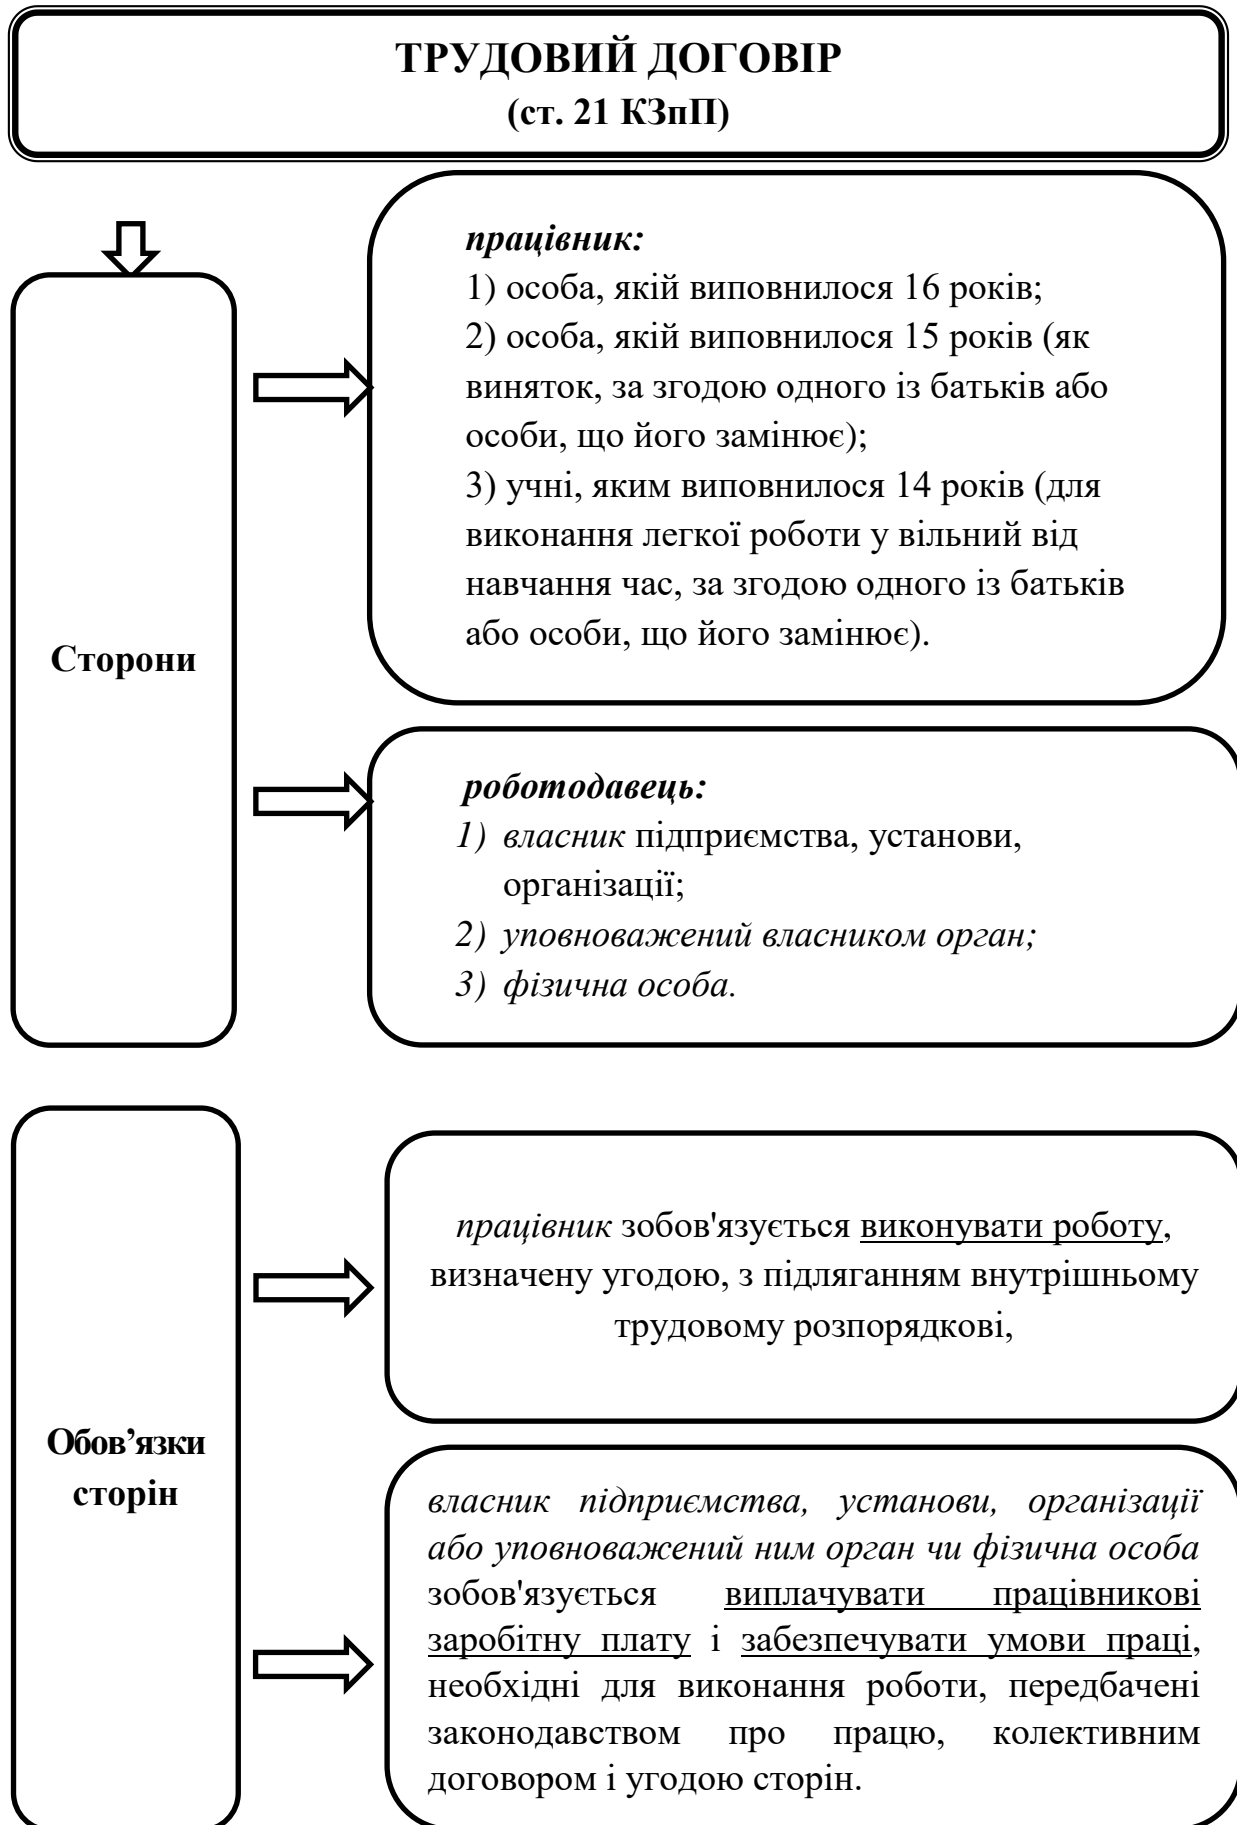 ТРУДОВИЙ ДОГОВІР
(ст. 21 КЗпП)
працівник:
1) особа, якій виповнилося 16 років;
2) особа, якій виповнилося 15 років (як
виняток, за згодою одного із батьків або
особи, що його замінює);
3) учні, яким виповнилося 14 років (для
виконання легкої роботи у вільний від
навчання час, за згодою одного із батьків
або особи, що його замінює).
Сторони
роботодавець:
1) власник підприємства, установи,
організації;
2) уповноважений власником орган;
3) фізична особа.
працівник зобов'язується виконувати роботу,
визначену угодою, з підляганням внутрішньому
трудовому розпорядкові,
Обов’язки
сторін
власник підприємства, установи, організації
або уповноважений ним орган чи фізична особа
зобов'язується виплачувати працівникові
заробітну плату і забезпечувати умови праці,
необхідні для виконання роботи, передбачені
законодавством про працю, колективним
договором і угодою сторін.